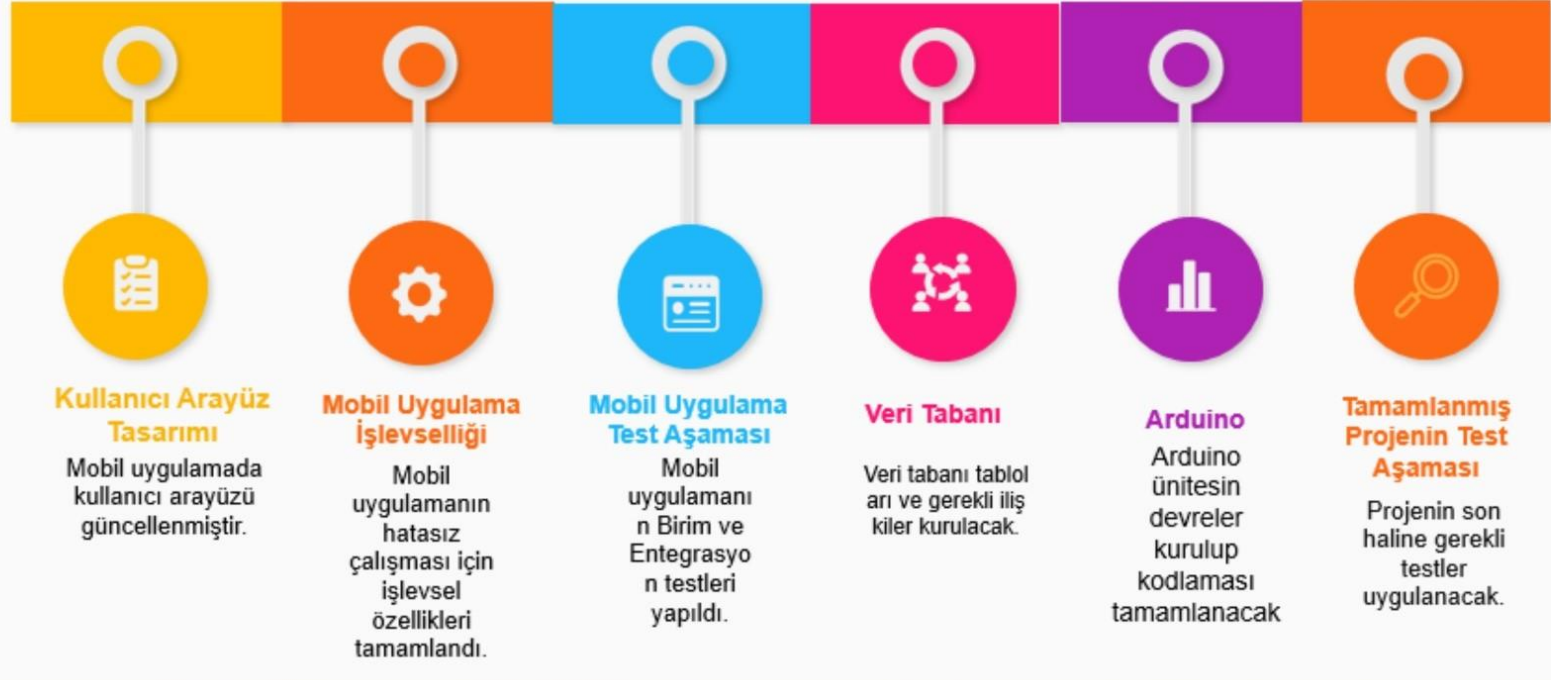 Kullanıcı Arayüz
Tasarımı
Mobil uygulamada
kullanıcı arayüzü
güncellenmiştir.
Mobil Uygulama
İşlevselliği
Mobil
uygulamanın
hatasız
çalışması için
işlevsel
özellikleri
tamamlandı.
Mobil Uygulama
Test Aşaması
Mobil
uygulamanı
n Birim ve
Entegrasyo
n testleri
yapıldı.
Veri Tabanı
Veri tabanı tablol
arı ve gerekli iliş
kiler kurulacak.
Arduino
Arduino
ünitesin
devreler
kurulup
kodlaması
tamamlanacak
Tamamlanmış
Projenin Test
Aşaması
Projenin son
haline gerekli
testler
uygulanacak.